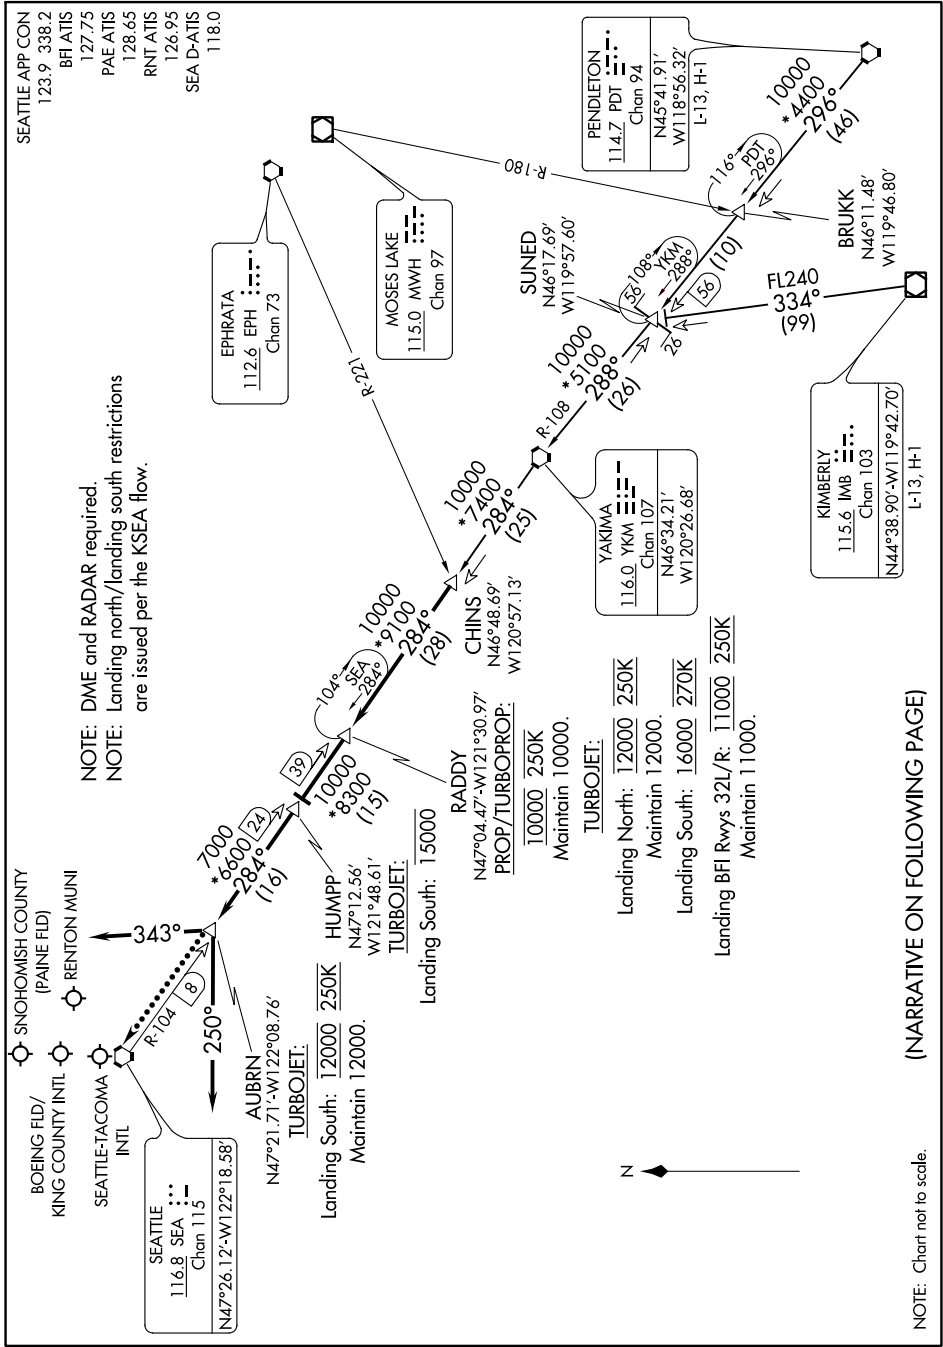 SEATTLE APP CON
123.9 338.2
BFI ATIS
127.75
PAE ATIS
128.65
RNT ATIS
126.95
SEA D-ATIS
118.0
NOTE: DME and RADAR required.
NOTE: Landing north/landing south restrictions
are issued per the KSEA flow.
SNOHOMISH COUNTY
(PAINE FLD)
RENTON MUNI
BOEING FLD/
KING COUNTY INTL
SEATTLE-TACOMA
INTL
SEATTLE
116.8 SEA
Chan 115
N47°26.12'-W122°18.58'
R-104
8
343°
250°
AUBRN
N47°21.71'-W122°08.76'
TURBOJET:
Landing South: 12000 250K
Maintain 12000.
7000
*6600
284°
(16)
24
HUMPP
N47°12.56'
W121°48.61'
TURBOJET:
Landing South: 15000
39
10000
*8300
(15)
104°
SEA
284°
RADDY
N47°04.47'-W121°30.97'
PROP/TURBOPROP:
10000 250K
Maintain 10000.
TURBOJET:
Landing North: 12000 250K
Maintain 12000.
Landing South: 16000 270K
Landing BFI Rwys 32L/R: 11000 250K
Maintain 11000.
10000
*9100
284°
(28)
CHINS
N46°48.69'
W120°57.13'
R-221
EPHRATA
112.6 EPH
Chan 73
MOSES LAKE
115.0 MWH
Chan 97
R-180
10000
*7400
284°
(25)
YAKIMA
116.0 YKM
Chan 107
N46°34.21'
W120°26.68'
R-108
10000
*5100
288°
(26)
SUNED
N46°17.69'
W119°57.60'
56
108°
YKM
288°
56
26
(10)
116°
PDT
296°
BRUKK
N46°11.48'
W119°46.80'
10000
*4400
296°
(46)
PENDLETON
114.7 PDT
Chan 94
N45°41.91'
W118°56.32'
L-13, H-1
FL240
334°
(99)
KIMBERLY
115.6 IMB
Chan 103
N44°38.90'-W119°42.70'
L-13, H-1
N
(NARRATIVE ON FOLLOWING PAGE)
NOTE: Chart not to scale.